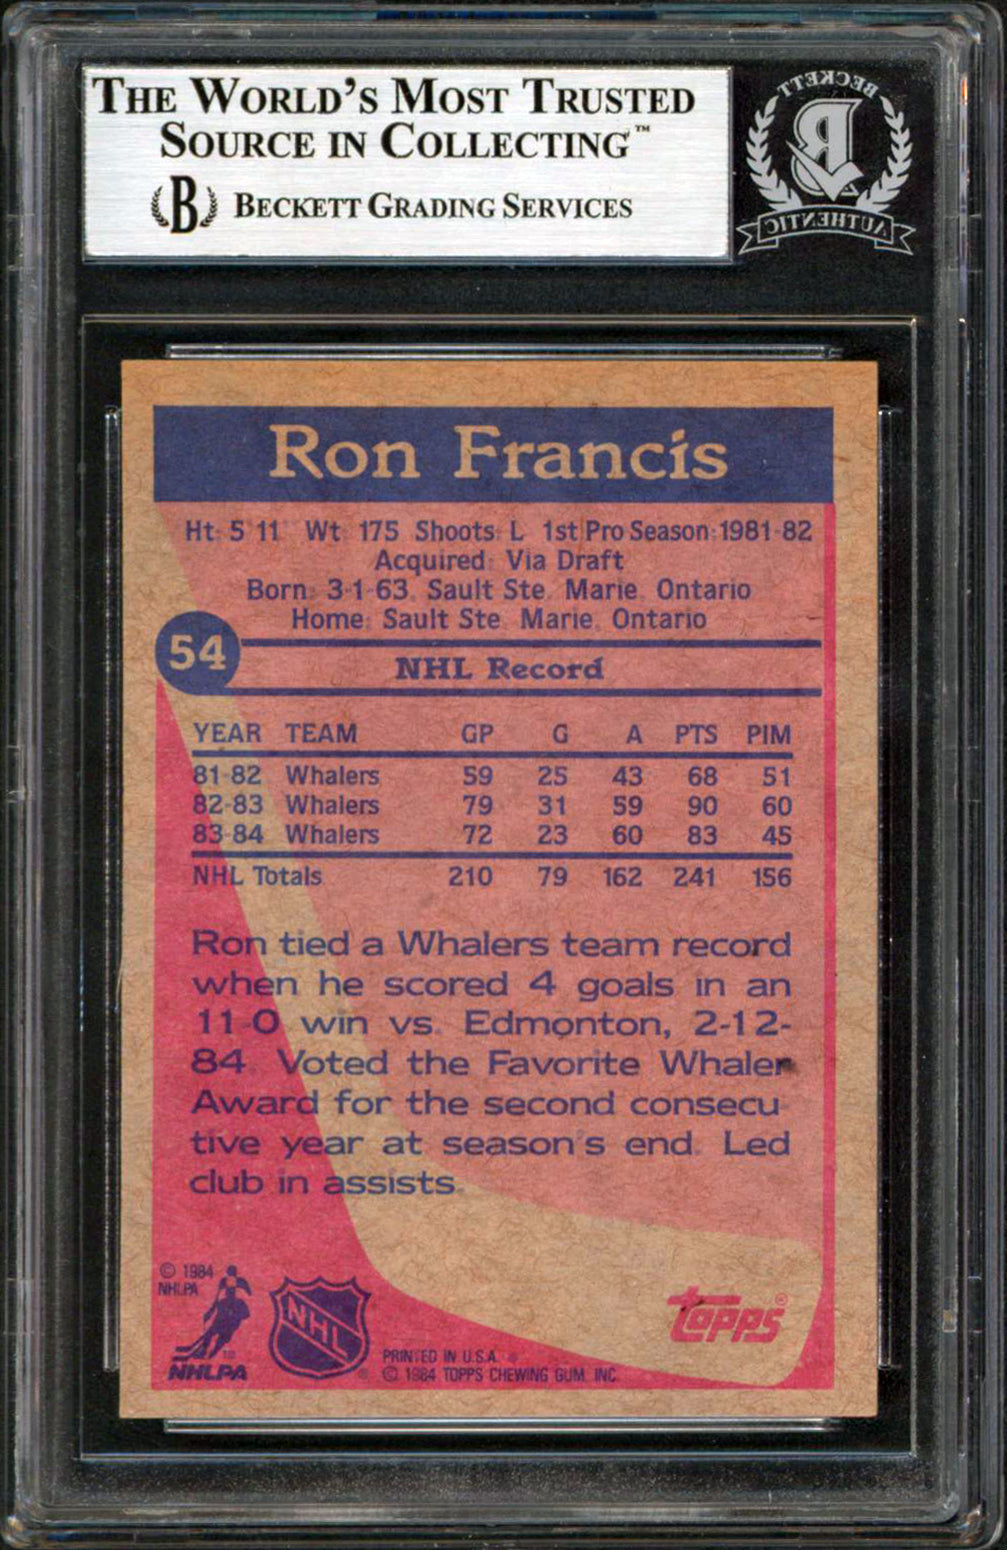 THE WORLD'S MOST TRUSTED
SOURCE IN COLLECTING™
B BECKETT GRADING SERVICES
BECKETT
B
AUTHENTIC
Ron Francis
Ht: 5'11" Wt: 175 Shoots: L 1st Pro Season: 1981-82
Acquired: Via Draft
Born: 3-1-63, Sault Ste. Marie, Ontario
Home: Sault Ste. Marie, Ontario
54
NHL Record
YEAR TEAM GP G A PTS PIM
81-82 Whalers 59 25 43 68 51
82-83 Whalers 79 31 59 90 60
83-84 Whalers 72 23 60 83 45
NHL Totals 210 79 162 241 156
Ron tied a Whalers team record
when he scored 4 goals in an
11-0 win vs. Edmonton, 2-12-
84. Voted the Favorite Whaler
Award for the second consecu-
tive year at season's end. Led
club in assists.
© 1984
NHLPA
NHLPA
NHL
PRINTED IN U.S.A.
© 1984 TOPPS CHEWING GUM, INC.
topps®